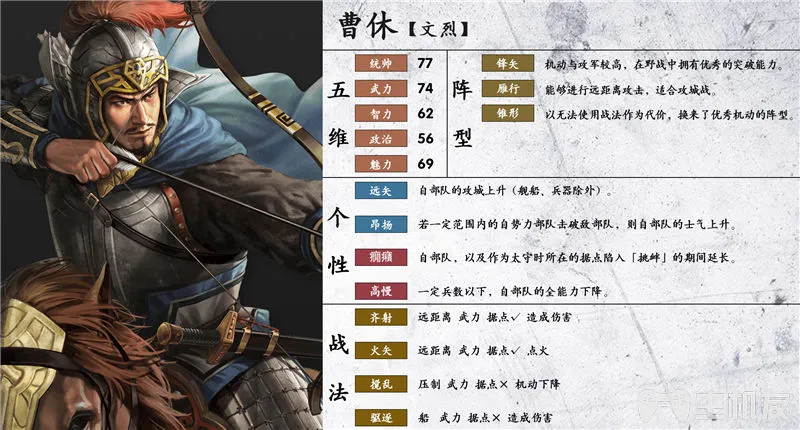 曹休【文烈】
五维
统帅 77
武力 74
智力 62
政治 56
魅力 69
阵型
锋矢 机动与攻军较高，在野战中拥有优秀的突破能力。
雁行 能够进行远距离攻击，适合攻城战。
锥形 以无法使用战法作为代价，换来了优秀机动的阵型。
个性
远矢 自部队的攻城上升（舰船、兵器除外）。
昂扬 若一定范围内的自势力部队击破敌部队，则自部队的士气上升。
自部队，以及作为太守时所在的据点陷入「挑衅」的期间延长。
高慢 一定兵数以下，自部队的全能力下降。
战法
齐射 远距离 武力 据点✓ 造成伤害
火矢 远距离 武力 据点✓ 点火
搅乱 压制 武力 据点× 机动下降
驱逐 船 武力 据点× 造成伤害